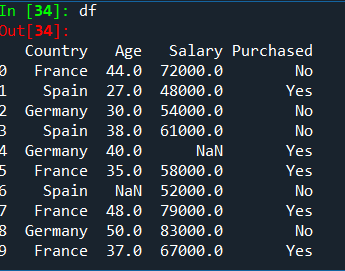 In [34]: df
Out[34]:
Country Age Salary Purchased
0 France 44.0 72000.0 No
1 Spain 27.0 48000.0 Yes
2 Germany 30.0 54000.0 No
3 Spain 38.0 61000.0 No
4 Germany 40.0 NaN Yes
5 France 35.0 58000.0 Yes
6 Spain NaN 52000.0 No
7 France 48.0 79000.0 Yes
8 Germany 50.0 83000.0 No
9 France 37.0 67000.0 Yes